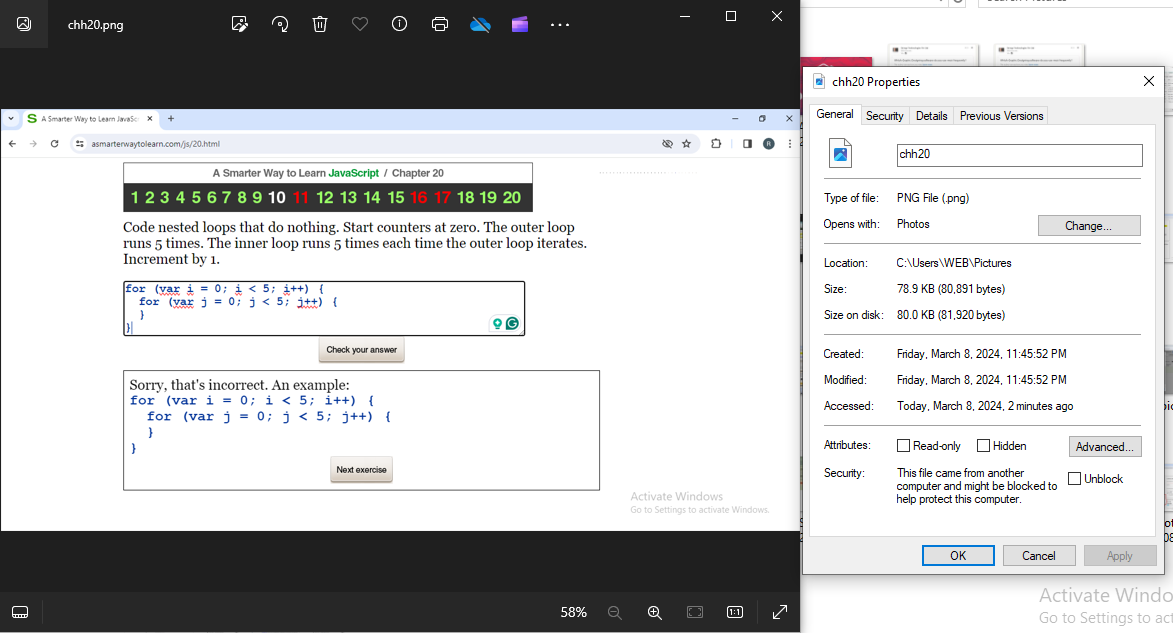 chh20.png
A Smarter Way to Learn JavaSc
asmarterwaytolearn.com/js/20.html
R
A Smarter Way to Learn JavaScript / Chapter 20
1 2 3 4 5 6 7 8 9 10 11 12 13 14 15 16 17 18 19 20
Code nested loops that do nothing. Start counters at zero. The outer loop
runs 5 times. The inner loop runs 5 times each time the outer loop iterates.
Increment by 1.
for (var i = 0; i < 5; i++) {
for (var j = 0; j < 5; j++) {
}
}
Check your answer
Sorry, that's incorrect. An example:
for (var i = 0; i < 5; i++) {
for (var j = 0; j < 5; j++) {
}
}
Next exercise
Activate Windows
Go to Settings to activate Windows.
58%
1:1
chh20 Properties
General Security Details Previous Versions
chh20
Type of file: PNG File (.png)
Opens with: Photos Change...
Location: C:\Users\WEB\Pictures
Size: 78.9 KB (80,891 bytes)
Size on disk: 80.0 KB (81,920 bytes)
Created: Friday, March 8, 2024, 11:45:52 PM
Modified: Friday, March 8, 2024, 11:45:52 PM
Accessed: Today, March 8, 2024, 2 minutes ago
Attributes: Read-only Hidden Advanced...
Security: This file came from another
computer and might be blocked to
help protect this computer.
Unblock
OK Cancel Apply
Activate Windo
Go to Settings to act